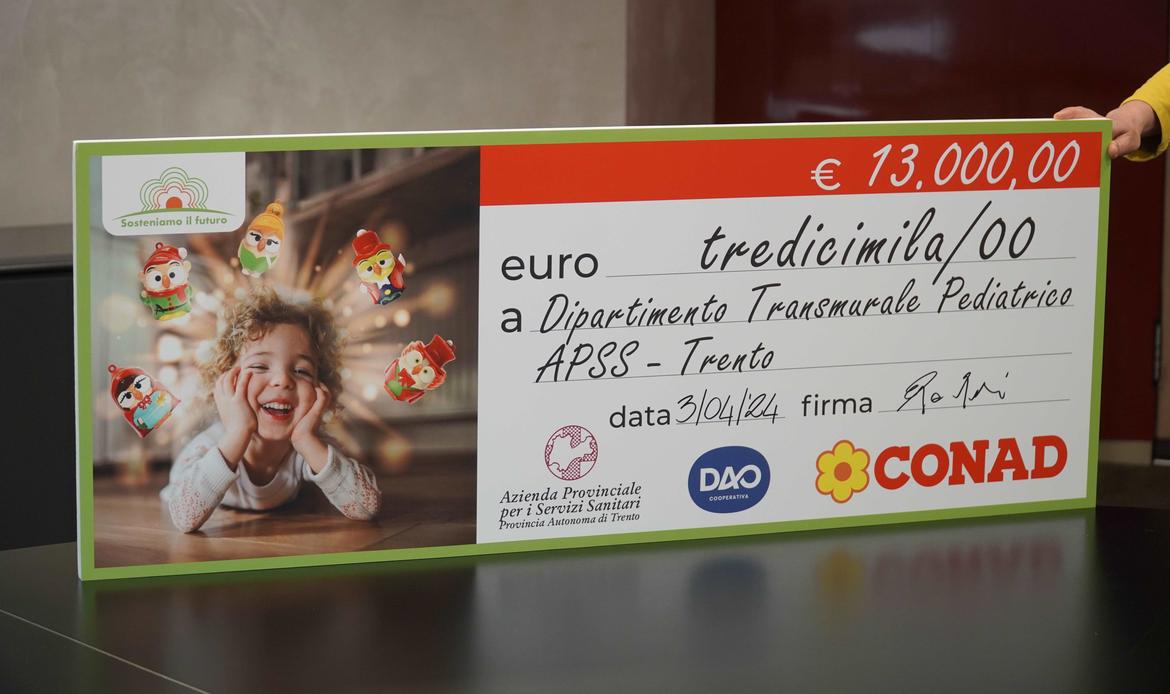 Sosteniamo il futuro
€ 13.000,00
euro tredicimila/00
a Dipartimento Transmurale Pediatrico
APSS - Trento
data 3/04/'24 firma
Azienda Provinciale
per i Servizi Sanitari
Provincia Autonoma di Trento
DAO
COOPERATIVA
CONAD